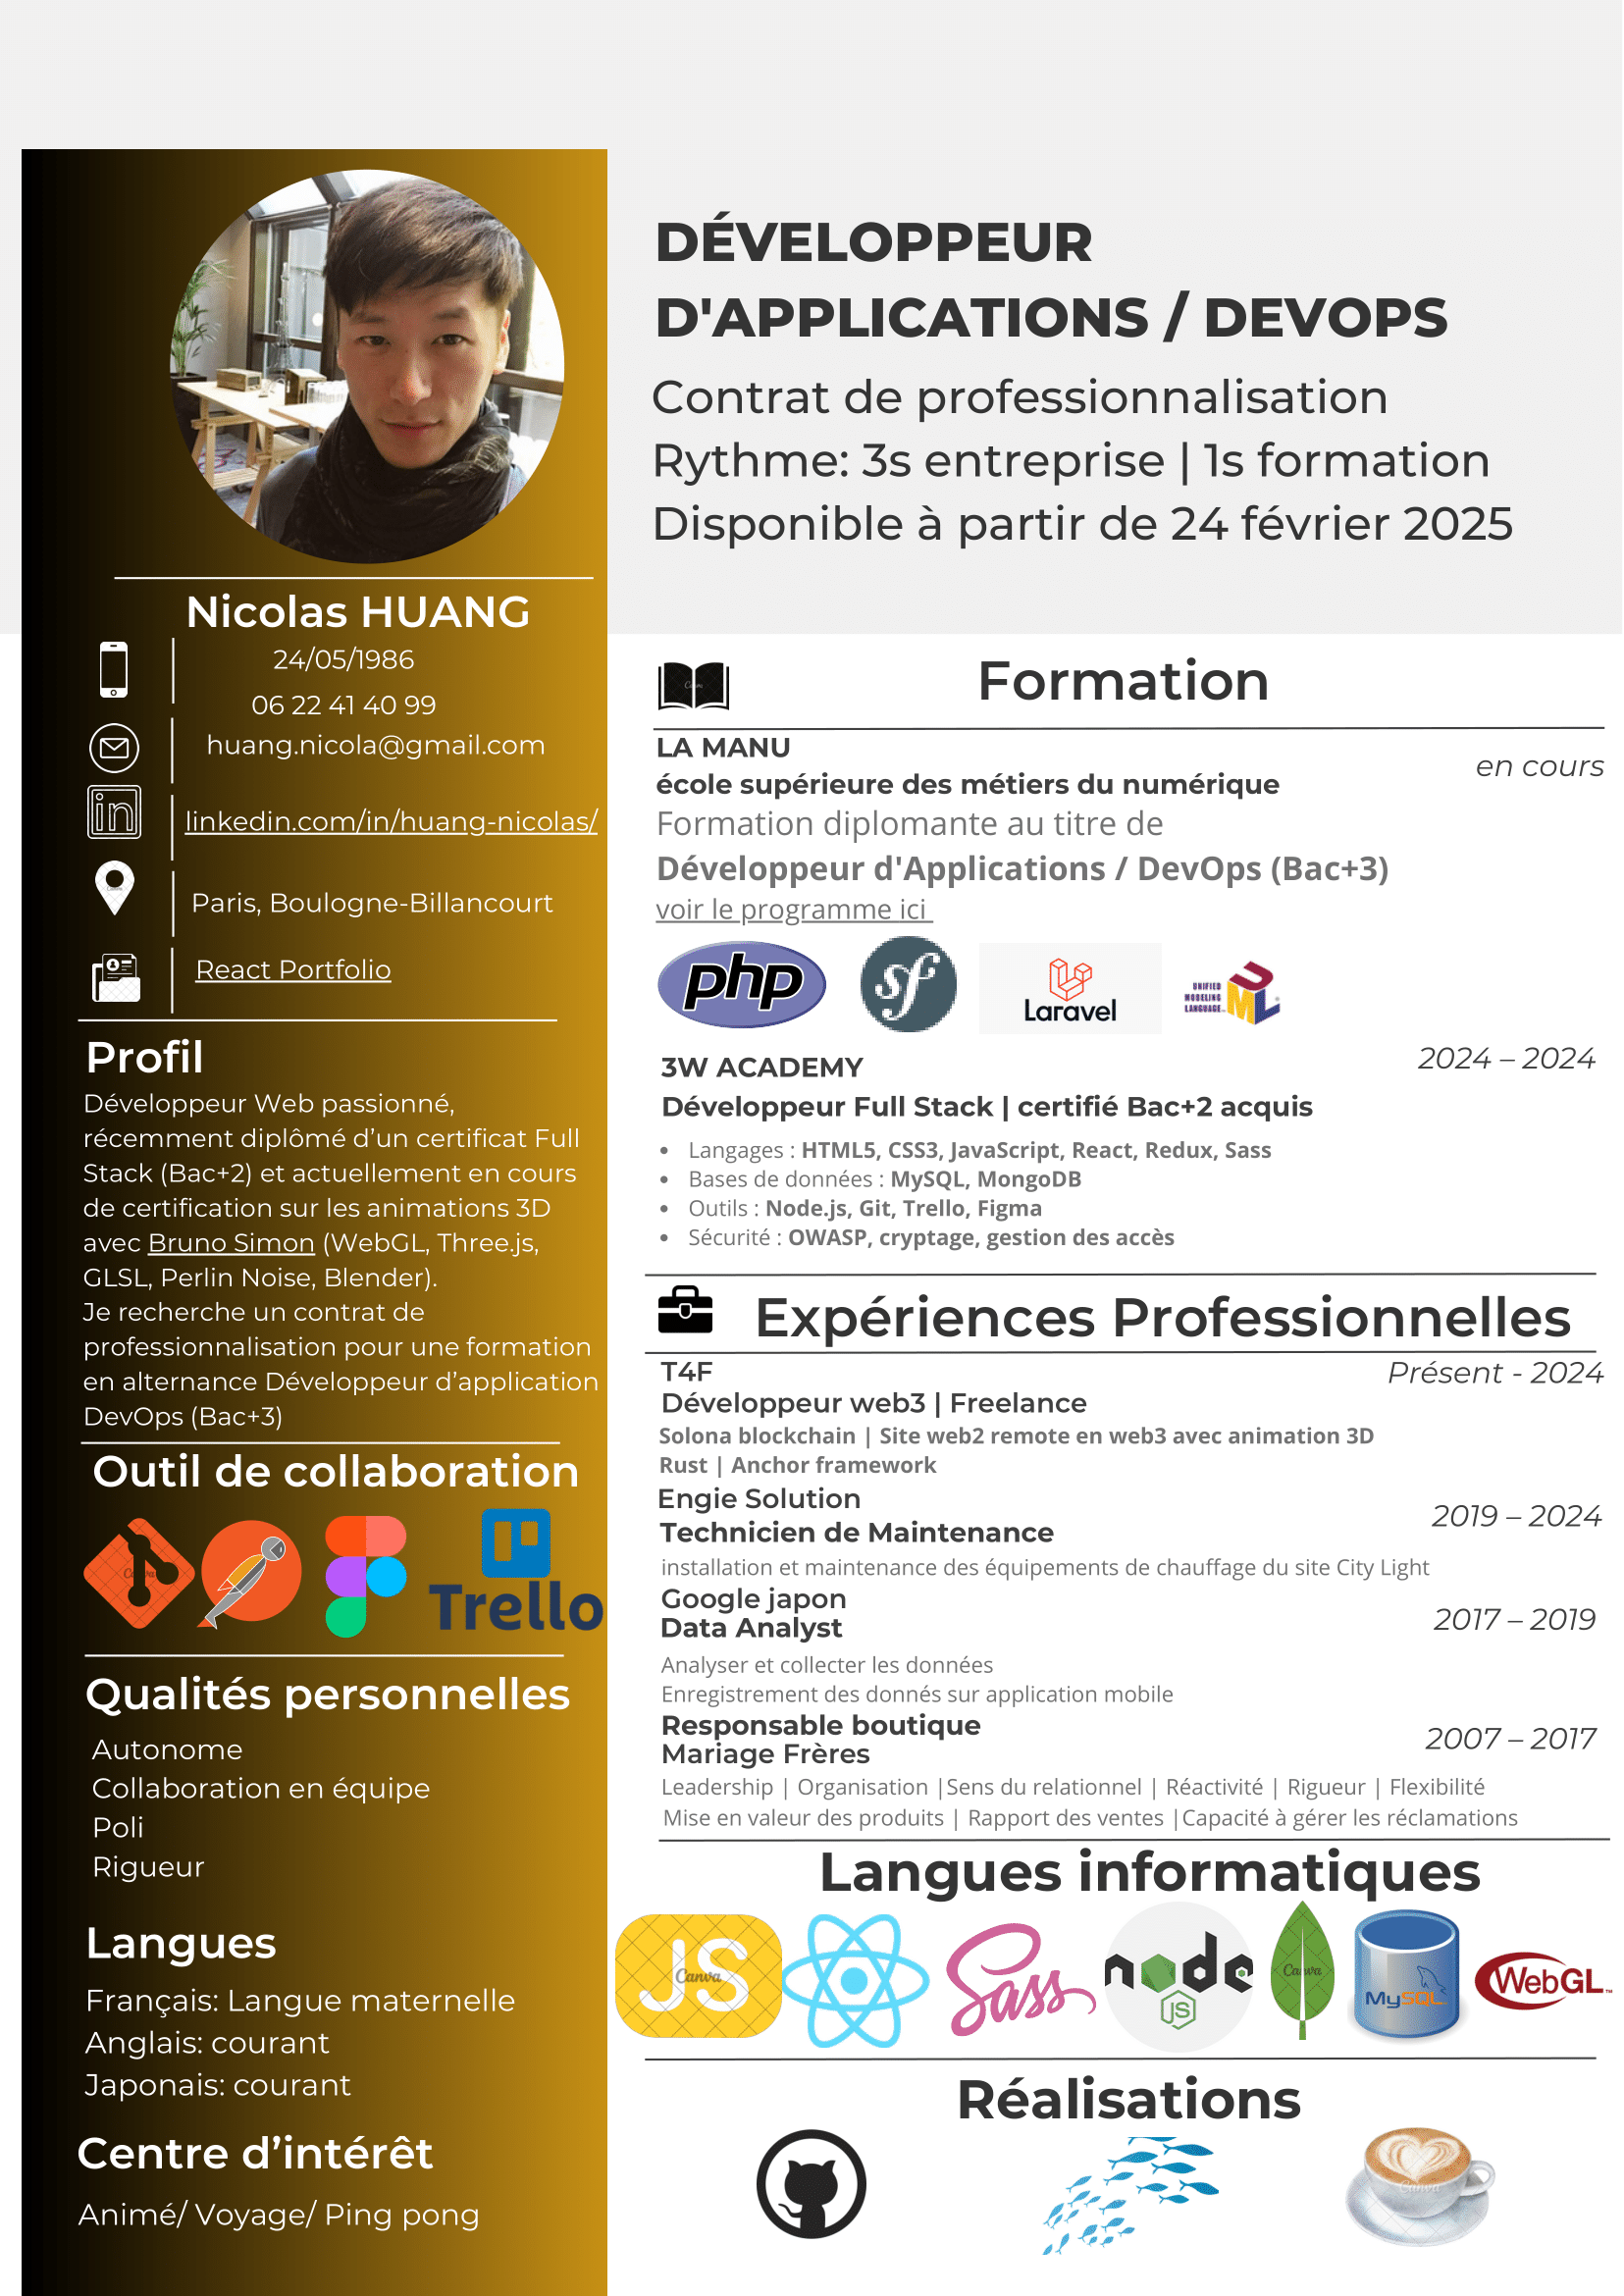 DÉVELOPPEUR
D'APPLICATIONS / DEVOPS
Contrat de professionnalisation
Rythme: 3s entreprise | 1s formation
Disponible à partir de 24 février 2025
Nicolas HUANG
24/05/1986
06 22 41 40 99
huang.nicola@gmail.com
linkedin.com/in/huang-nicolas/
Paris, Boulogne-Billancourt
React Portfolio
Profil
Développeur Web passionné,
récemment diplômé d’un certificat Full
Stack (Bac+2) et actuellement en cours
de certification sur les animations 3D
avec Bruno Simon (WebGL, Three.js,
GLSL, Perlin Noise, Blender).
Je recherche un contrat de
professionnalisation pour une formation
en alternance Développeur d’application
DevOps (Bac+3)
Outil de collaboration
Trello
Qualités personnelles
Autonome
Collaboration en équipe
Poli
Rigueur
Langues
Français: Langue maternelle
Anglais: courant
Japonais: courant
Centre d’intérêt
Animé/ Voyage/ Ping pong
Formation
LA MANU
école supérieure des métiers du numérique
en cours
Formation diplomante au titre de
Développeur d'Applications / DevOps (Bac+3)
voir le programme ici
php
sf
Laravel
UNIFIED
MODELING
LANGUAGE
UML
3W ACADEMY
2024 – 2024
Développeur Full Stack | certifié Bac+2 acquis
• Langages : HTML5, CSS3, JavaScript, React, Redux, Sass
• Bases de données : MySQL, MongoDB
• Outils : Node.js, Git, Trello, Figma
• Sécurité : OWASP, cryptage, gestion des accès
Expériences Professionnelles
T4F
Présent - 2024
Développeur web3 | Freelance
Solona blockchain | Site web2 remote en web3 avec animation 3D
Rust | Anchor framework
Engie Solution
2019 – 2024
Technicien de Maintenance
installation et maintenance des équipements de chauffage du site City Light
Google japon
2017 – 2019
Data Analyst
Analyser et collecter les données
Enregistrement des donnés sur application mobile
Responsable boutique
2007 – 2017
Mariage Frères
Leadership | Organisation |Sens du relationnel | Réactivité | Rigueur | Flexibilité
Mise en valeur des produits | Rapport des ventes |Capacité à gérer les réclamations
Langues informatiques
JS
Canva
Sass
node
JS
Canva
MySQL
WebGL™
Réalisations
Canva